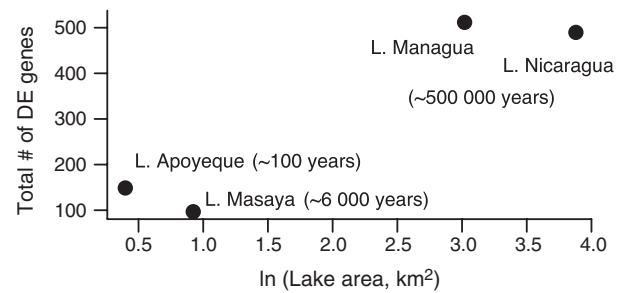 Total # of DE genes
500
400
300
200
100
L. Managua
L. Nicaragua
(~500 000 years)
L. Apoyeque (~100 years)
L. Masaya (~6 000 years)
0.5 1.0 1.5 2.0 2.5 3.0 3.5 4.0
ln (Lake area, km²)